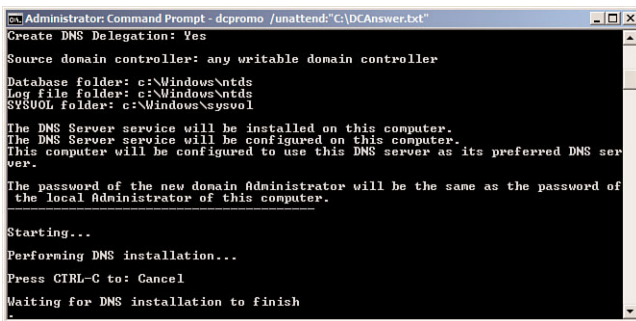 Administrator: Command Prompt - dcpromo /unattend:"C:\DCAnswer.txt"
Create DNS Delegation: Yes
Source domain controller: any writable domain controller
Database folder: c:\Windows\ntds
Log file folder: c:\Windows\ntds
SYSVOL folder: c:\Windows\sysvol
The DNS Server service will be installed on this computer.
The DNS Server service will be configured on this computer.
This computer will be configured to use this DNS server as its preferred DNS ser
ver.
The password of the new domain Administrator will be the same as the password of
the local Administrator of this computer.
----------------------------------------
Starting...
Performing DNS installation...
Press CTRL-C to: Cancel
Waiting for DNS installation to finish
.